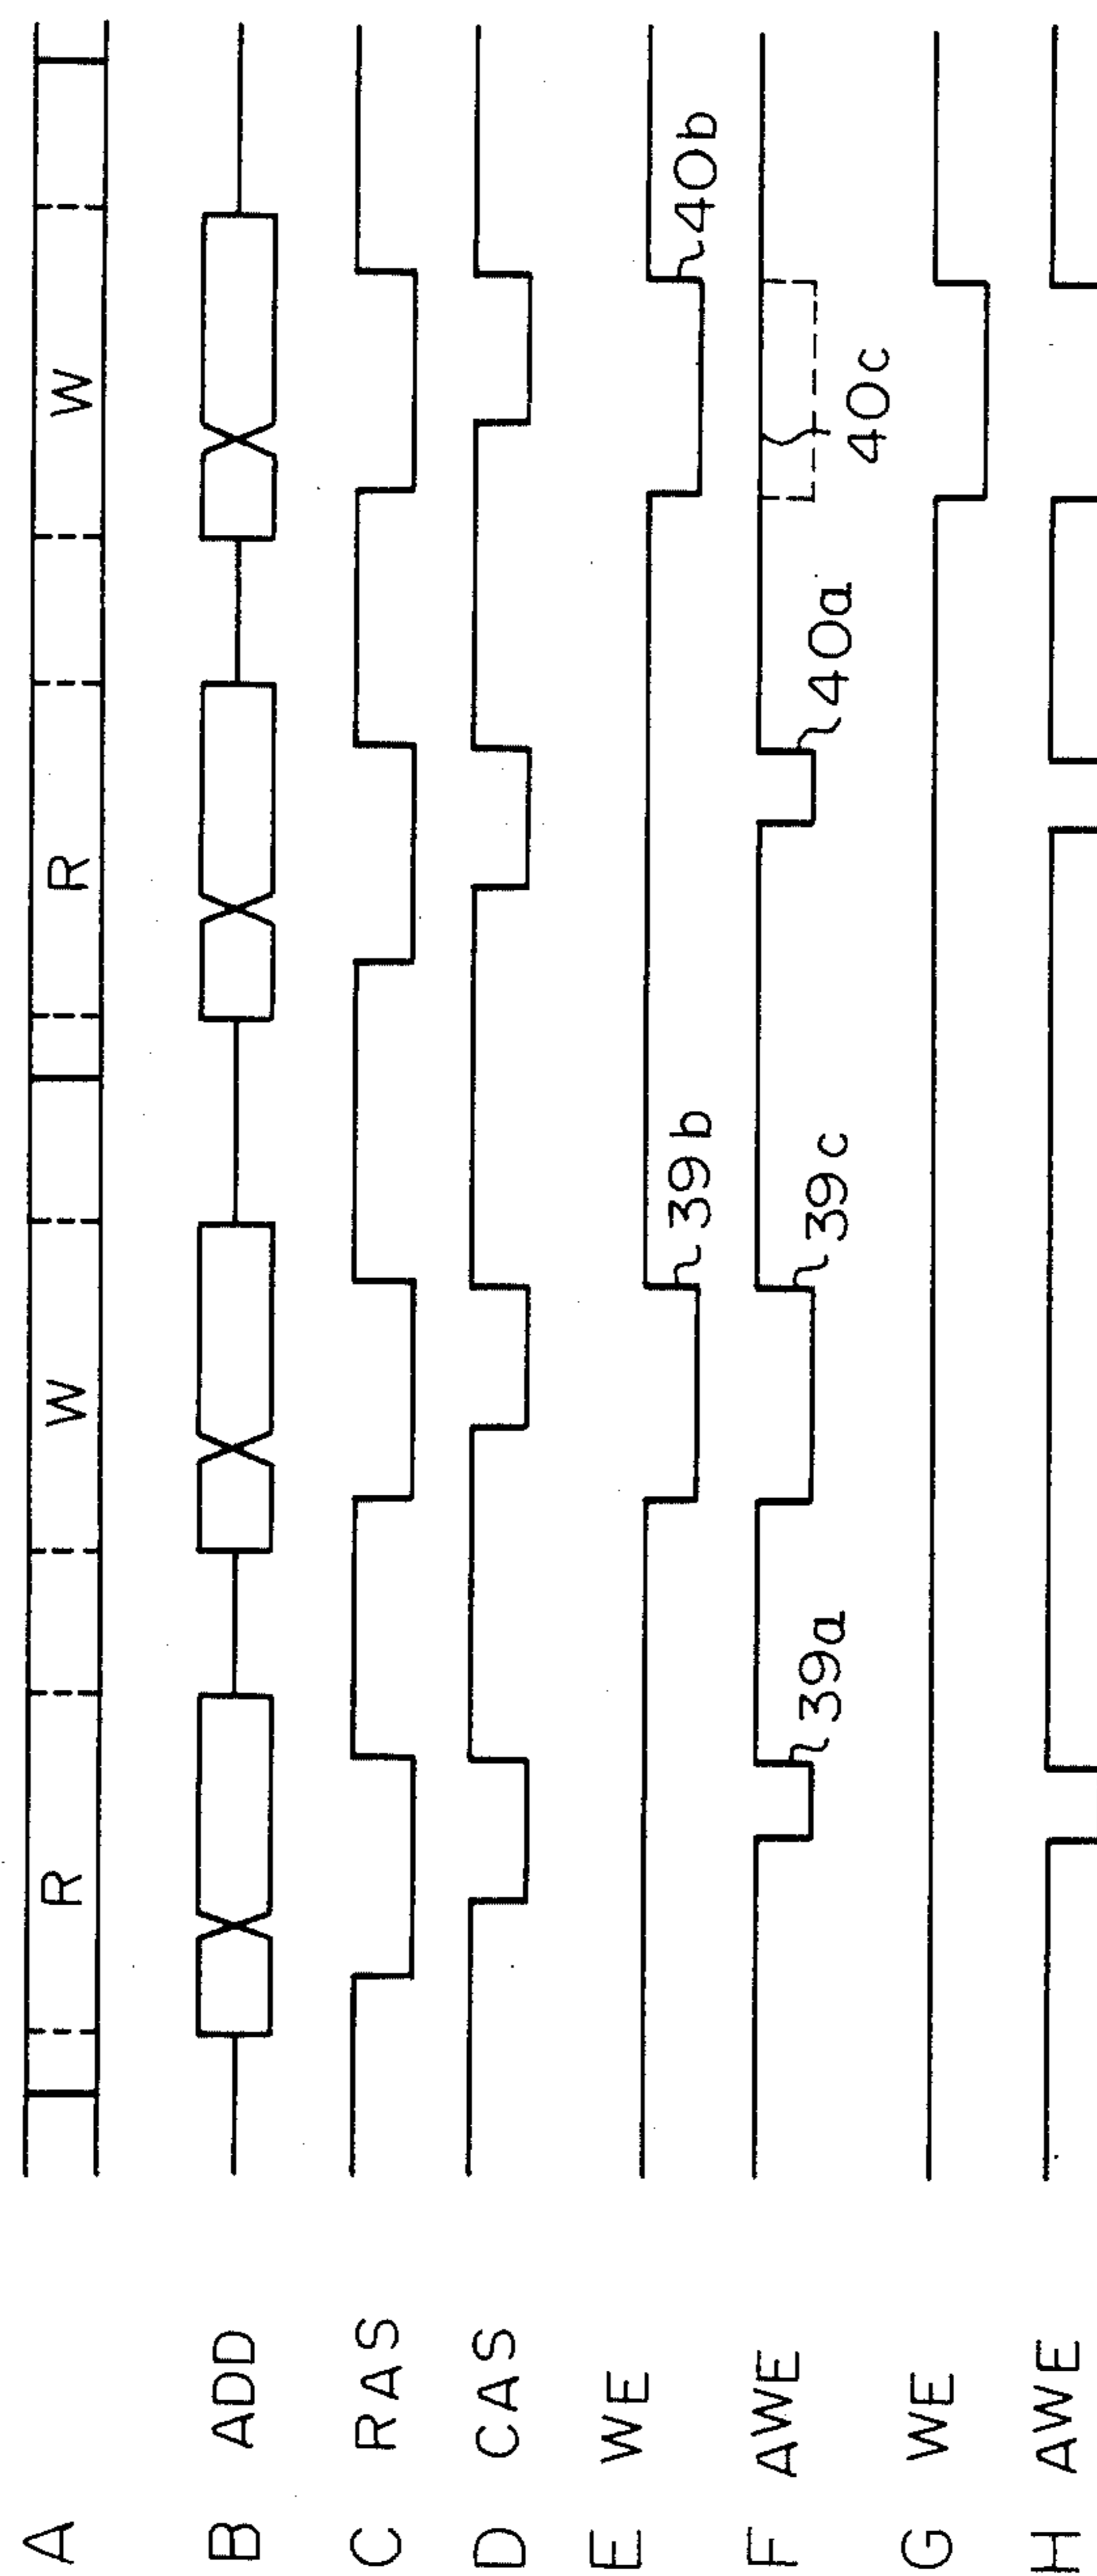 A R W R W
B ADD
C RAS
D CAS
E WE 39b 40b
F AWE 39a 39c 40a 40c
G WE
H AWE